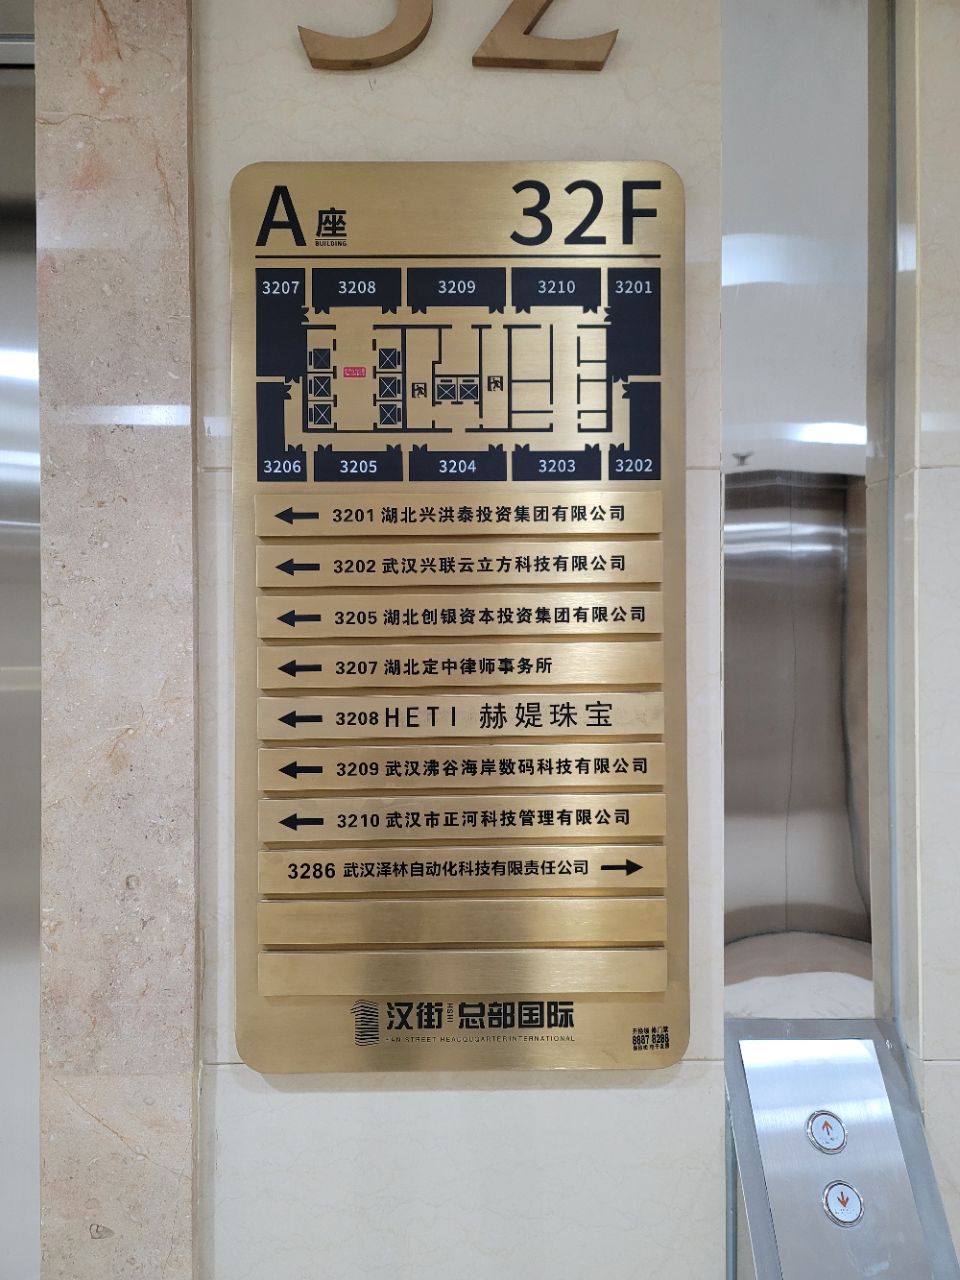 32
A座
BUILDING
32F
3207 3208 3209 3210 3201
3206 3205 3204 3203 3202
3201 湖北兴洪泰投资集团有限公司
3202 武汉兴联云立方科技有限公司
3205 湖北创银资本投资集团有限公司
3207 湖北定中律师事务所
3208 HETI 赫媞珠宝
3209 武汉沸谷海岸数码科技有限公司
3210 武汉市正河科技管理有限公司
3286 武汉泽林自动化科技有限责任公司
汉街 总部国际
HAN STREET HEADQUQARTER INTERNATIONAL
8887 8286